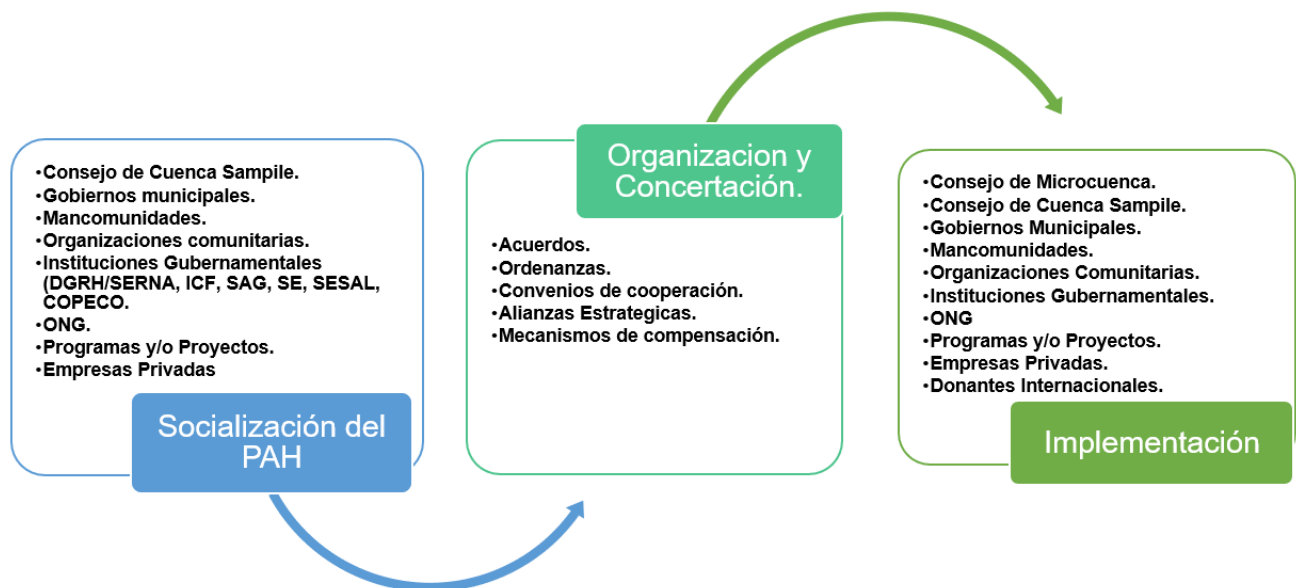 •Consejo de Cuenca Sampile.
•Gobiernos municipales.
•Mancomunidades.
•Organizaciones comunitarias.
•Instituciones Gubernamentales
(DGRH/SERNA, ICF, SAG, SE, SESAL,
COPECO.
•ONG.
•Programas y/o Proyectos.
•Empresas Privadas
Socialización del
PAH
Organizacion y
Concertación.
•Acuerdos.
•Ordenanzas.
•Convenios de cooperación.
•Alianzas Estrategicas.
•Mecanismos de compensación.
•Consejo de Microcuenca.
•Consejo de Cuenca Sampile.
•Gobiernos Municipales.
•Mancomunidades.
•Organizaciones Comunitarias.
•Instituciones Gubernamentales.
•ONG
•Programas y/o Proyectos.
•Empresas Privadas.
•Donantes Internacionales.
Implementación